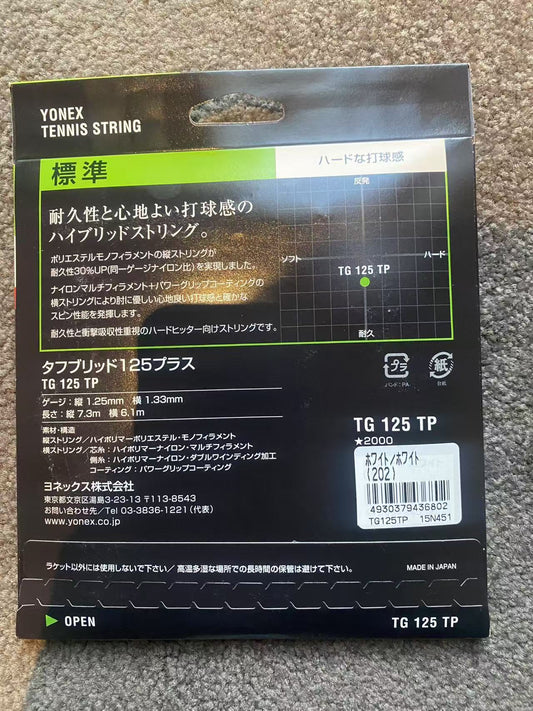 YONEX
TENNIS STRING
標準
ハードな打球感
耐久性と心地よい打球感の
ハイブリッドストリング。
ポリエステルモノフィラメントの縦ストリングが
耐久性30%UP(同一ゲージナイロン比)を実現しました。
ナイロンマルチフィラメント+パワーグリップコーティングの
横ストリングにより肘に優しい心地良い打球感と確かな
スピン性能を発揮します。
耐久性と衝撃吸収性重視のハードヒッター向けストリングです。
反発
ソフト
ハード
TG 125 TP
耐久
タフブリッド125プラス
TG 125 TP
ゲージ:縦 1.25mm 横 1.33mm
長さ:縦 7.3m 横 6.1m
素材・構造
縦ストリング/ハイポリマーポリエステル・モノフィラメント
横ストリング/芯糸:ハイポリマーナイロン・マルチフィラメント
側糸:ハイポリマーナイロン・ダブルワインディング加工
コーティング:パワーグリップコーティング
ヨネックス株式会社
東京都文京区湯島3-23-13 〒113-8543
お問い合わせ先/Tel 03-3836-1221(代表)
www.yonex.co.jp
プラ
バンド:PA
紙
台紙
TG 125 TP
★2000
ホワイト/ホワイト
(202)
4930379436802
TG125TP 15N451
ラケット以外には使用しないで下さい/高温多湿な場所での長時間の保管は避けて下さい。
MADE IN JAPAN
OPEN
TG 125 TP